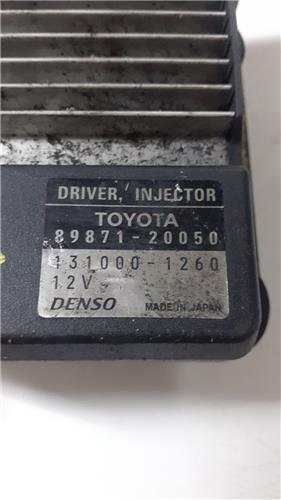 DRIVER, INJECTOR
TOYOTA
89871-20050
131000-1260
12V
DENSO MADE IN JAPAN